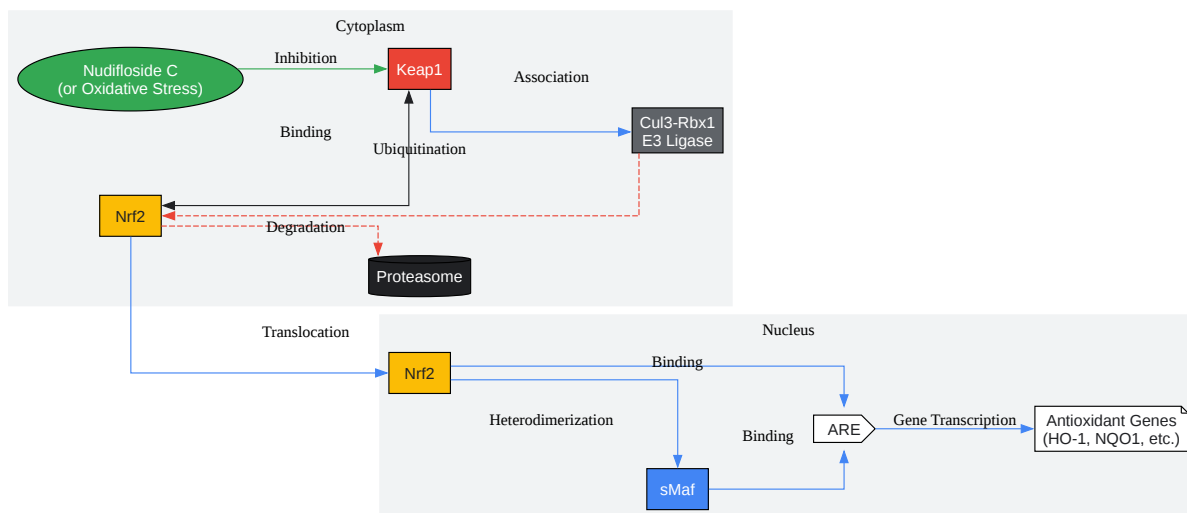 Cytoplasm
Inhibition
Nudifloside C
(or Oxidative Stress)
Keap1
Association
Cul3-Rbx1
E3 Ligase
Binding
Ubiquitination
Nrf2
Degradation
Proteasome
Translocation
Nucleus
Nrf2
Binding
Heterodimerization
Binding
ARE
Gene Transcription
Antioxidant Genes
(HO-1, NQO1, etc.)
sMaf